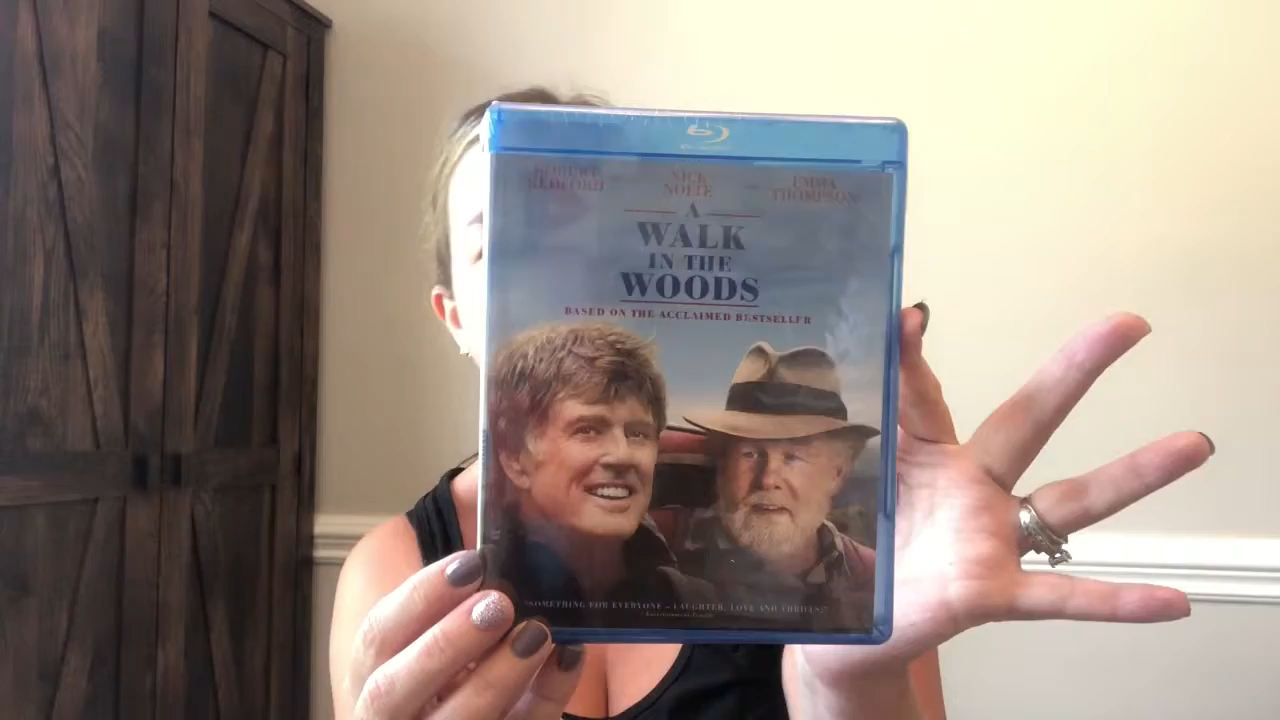 ROBERT NICK EMMA
REDFORD NOLTE THOMPSON
A
WALK
IN THE
WOODS
BASED ON THE ACCLAIMED BESTSELLER
"SOMETHING FOR EVERYONE – LAUGHTER, LOVE AND THRILLS!"